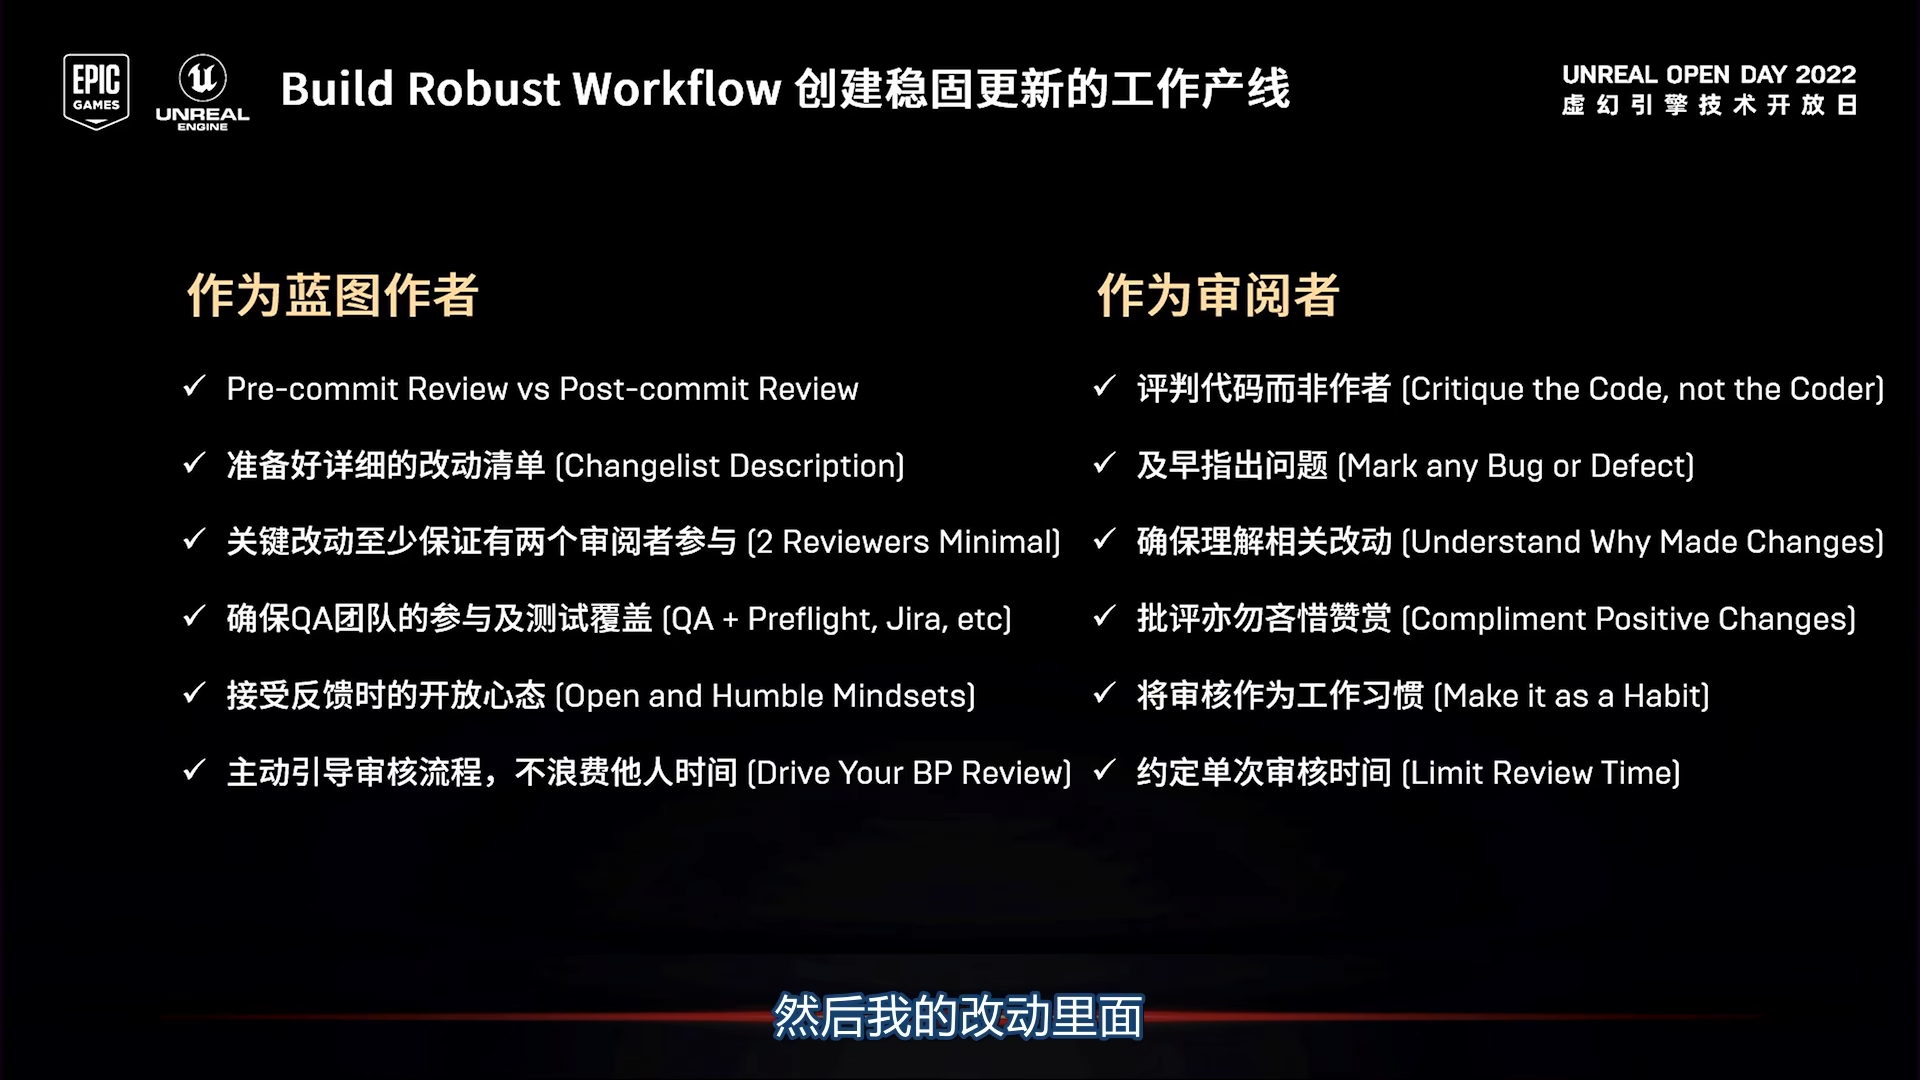 EPIC
GAMES
UNREAL
ENGINE
Build Robust Workflow 创建稳固更新的工作产线
UNREAL OPEN DAY 2022
虚幻引擎技术开放日
作为蓝图作者
✓ Pre-commit Review vs Post-commit Review
✓ 准备好详细的改动清单 (Changelist Description)
✓ 关键改动至少保证有两个审阅者参与 (2 Reviewers Minimal)
✓ 确保QA团队的参与及测试覆盖 (QA + Preflight, Jira, etc)
✓ 接受反馈时的开放心态 (Open and Humble Mindsets)
✓ 主动引导审核流程，不浪费他人时间 (Drive Your BP Review)
作为审阅者
✓ 评判代码而非作者 (Critique the Code, not the Coder)
✓ 及早指出问题 (Mark any Bug or Defect)
✓ 确保理解相关改动 (Understand Why Made Changes)
✓ 批评亦勿吝惜赞赏 (Compliment Positive Changes)
✓ 将审核作为工作习惯 (Make it as a Habit)
✓ 约定单次审核时间 (Limit Review Time)
然后我的改动里面